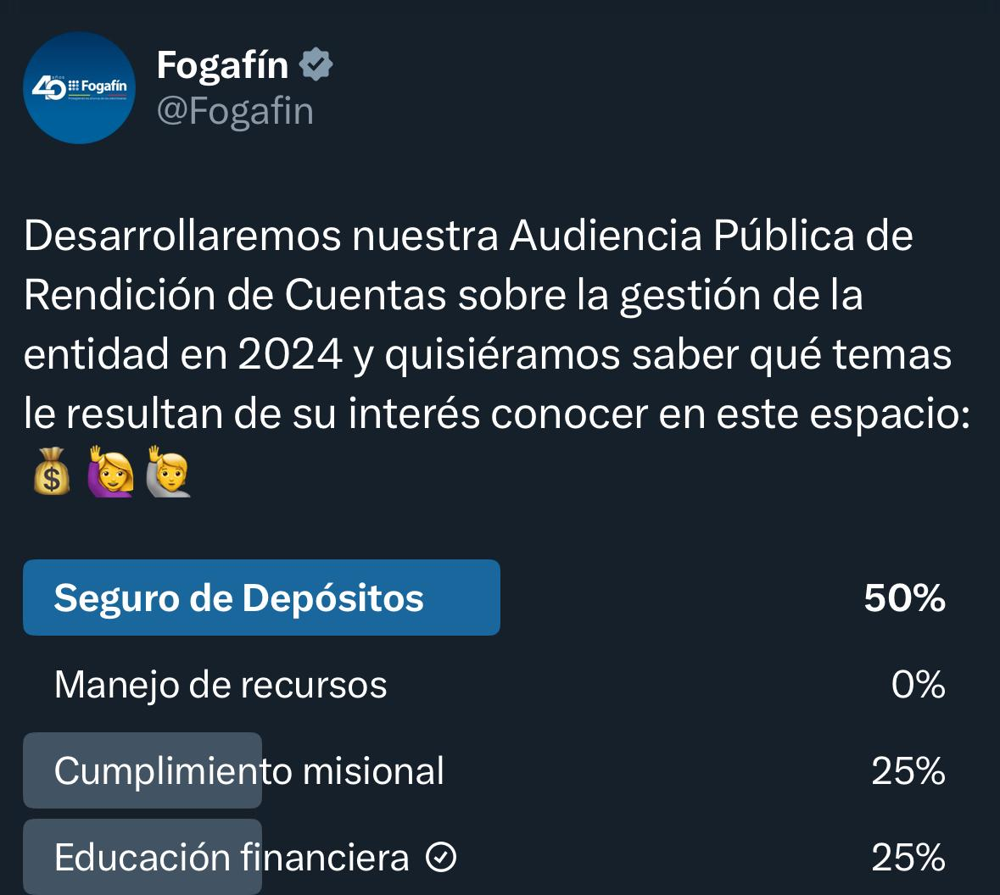 Fogafín
@Fogafin
40 años Fogafín
Desarrollaremos nuestra Audiencia Pública de
Rendición de Cuentas sobre la gestión de la
entidad en 2024 y quisiéramos saber qué temas
le resultan de su interés conocer en este espacio:
Seguro de Depósitos 50%
Manejo de recursos 0%
Cumplimiento misional 25%
Educación financiera 25%